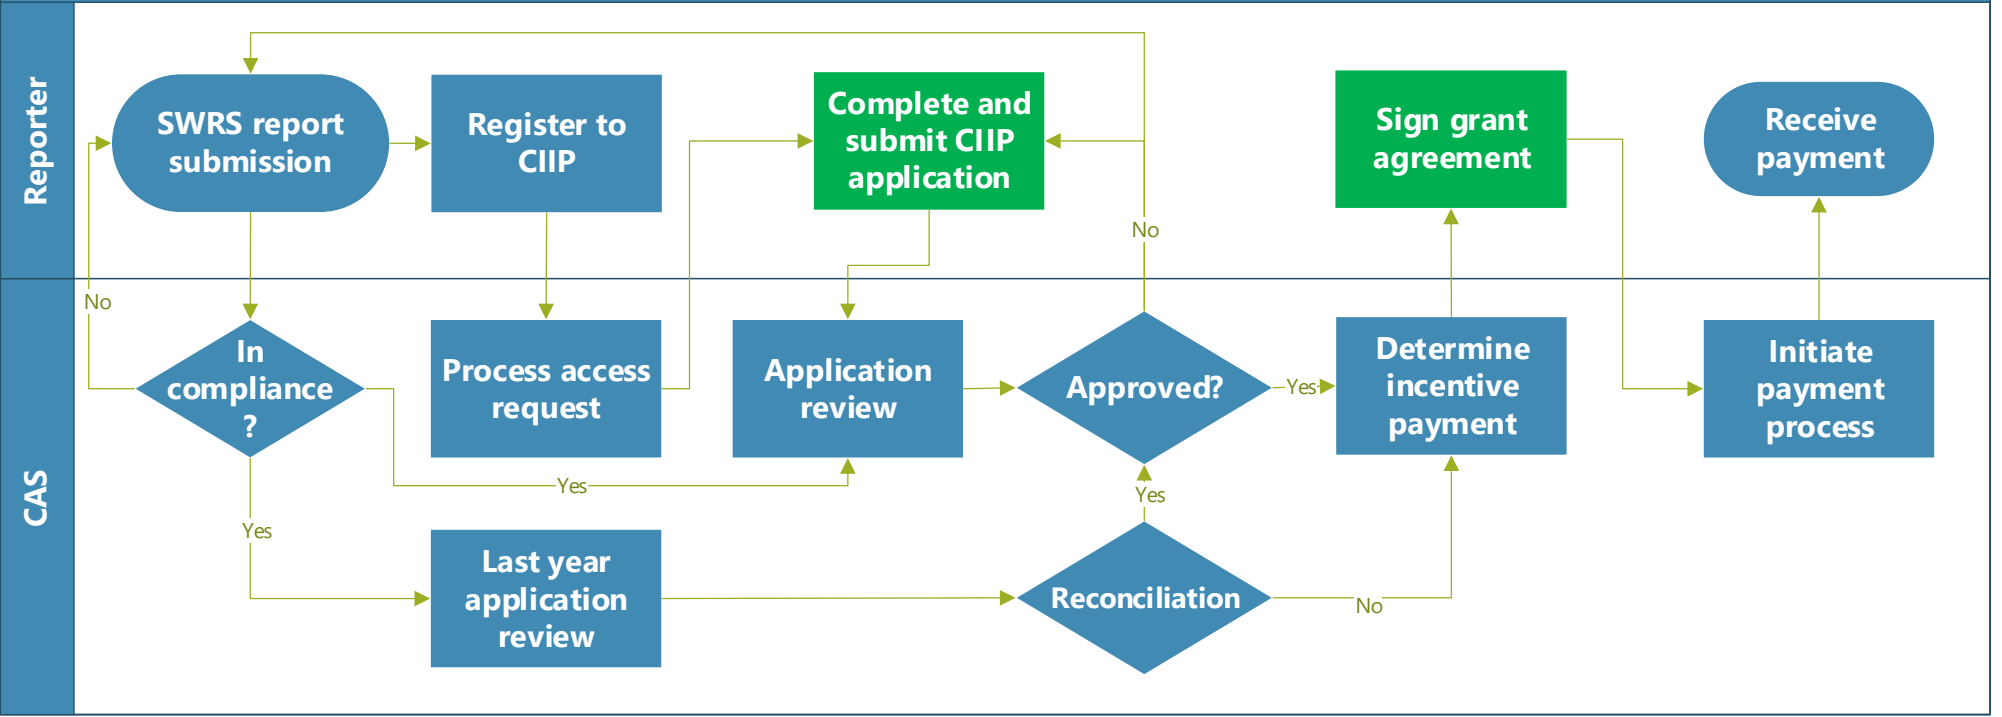 Reporter
SWRS report
submission
Register to
CIIP
Complete and
submit CIIP
application
Sign grant
agreement
Receive
payment
No
No
CAS
In
compliance
?
Process access
request
Application
review
Approved?
Yes
Determine
incentive
payment
Initiate
payment
process
Yes
Yes
Yes
Last year
application
review
Reconciliation
No